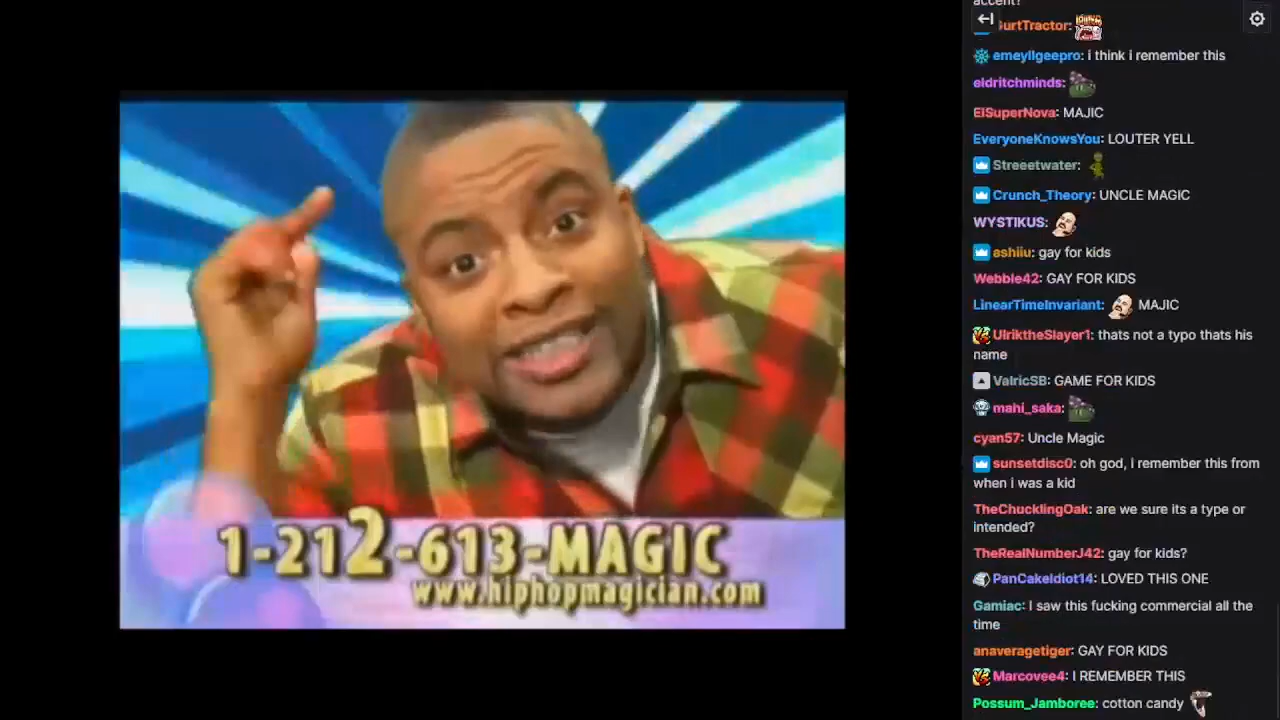 1-212-613-MAGIC
www.hiphopmagician.com
accent?
urtTractor:
emeyllgeepro: i think i remember this
eldritchminds:
ElSuperNova: MAJIC
EveryoneKnowsYou: LOUTER YELL
Streeetwater:
Crunch_Theory: UNCLE MAGIC
WYSTIKUS:
ashiiu: gay for kids
Webble42: GAY FOR KIDS
LinearTimeInvariant: MAJIC
UlriktheSlayer1: thats not a typo thats his
name
ValricSB: GAME FOR KIDS
mahi_saka:
cyan57: Uncle Magic
sunsetdisc0: oh god, i remember this from
when i was a kid
TheChucklingOak: are we sure its a type or
intended?
TheRealNumberJ42: gay for kids?
PanCakeIdiot14: LOVED THIS ONE
Gamiac: I saw this fucking commercial all the
time
anaveragetiger: GAY FOR KIDS
Marcovee4: I REMEMBER THIS
Possum_Jamboree: cotton candy